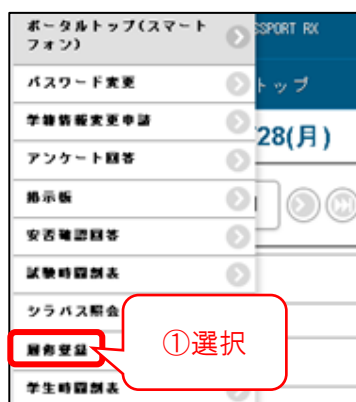 ポータルトップ(スマートフォン)
SSPORT RX
パスワード変更
トップ
学籍情報変更申請
28(月)
アンケート回答
掲示板
安否確認回答
試験時間割表
シラバス照会
①選択
履修登録
学生時間割表